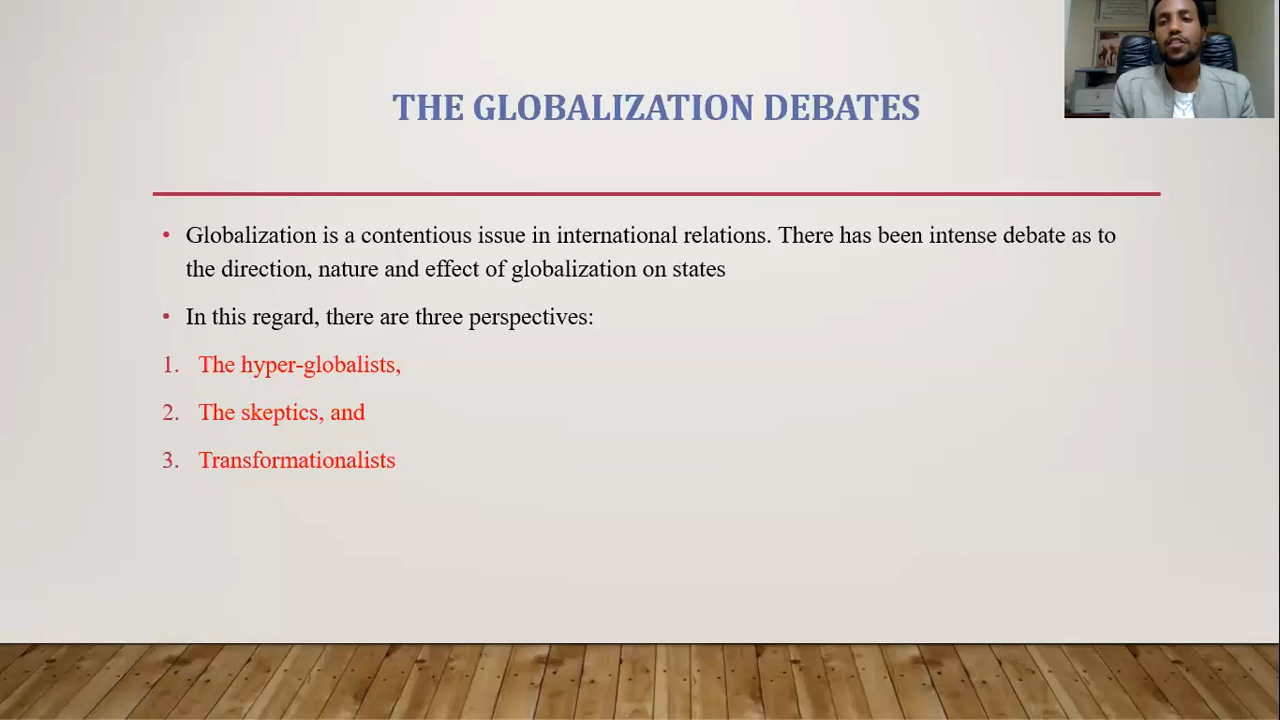 THE GLOBALIZATION DEBATES
• Globalization is a contentious issue in international relations. There has been intense debate as to
the direction, nature and effect of globalization on states
• In this regard, there are three perspectives:
1. The hyper-globalists,
2. The skeptics, and
3. Transformationalists